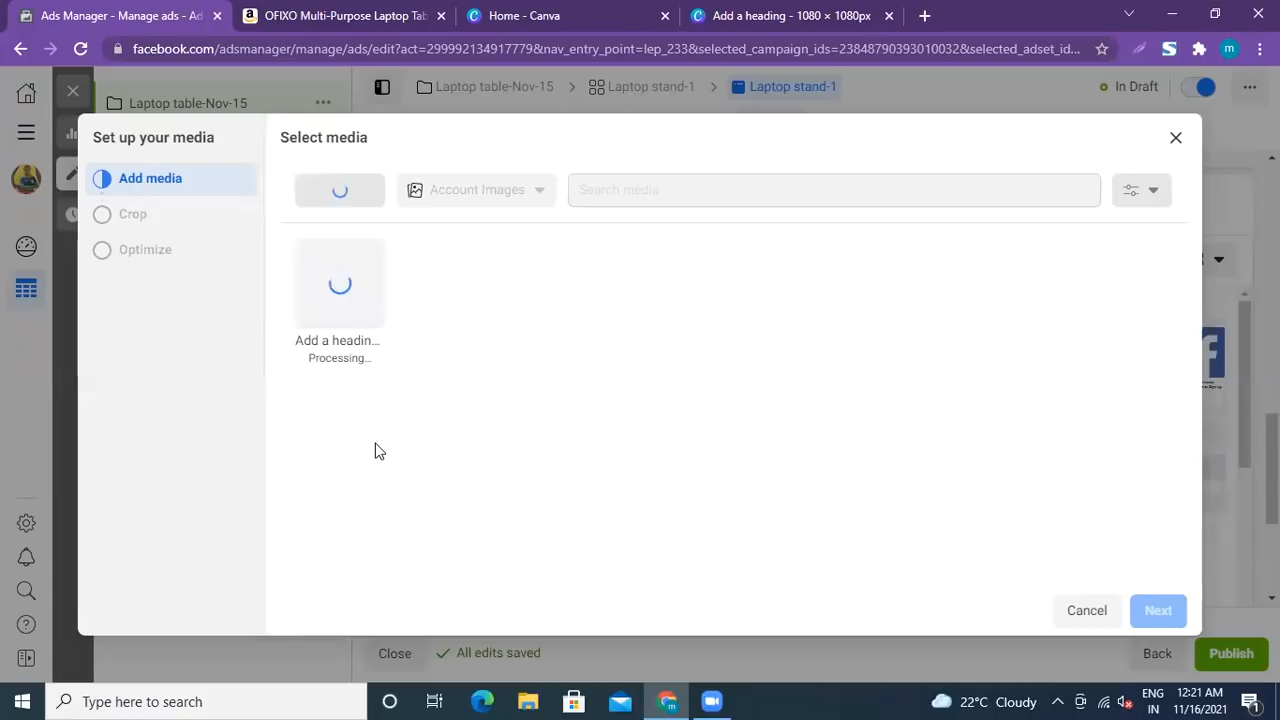 Ads Manager - Manage ads - Ad
OFIXO Multi-Purpose Laptop Tab
Home - Canva
Add a heading - 1080 × 1080px
facebook.com/adsmanager/manage/ads/edit?act=299992134917779&nav_entry_point=lep_233&selected_campaign_ids=23848790393010032&selected_adset_id...
Laptop table-Nov-15
Laptop table-Nov-15
Laptop stand-1
Laptop stand-1
In Draft
Set up your media
Select media
Add media
Account Images
Search media
Crop
Optimize
Add a headin...
Processing...
Cancel
Next
Close
All edits saved
Back
Publish
Type here to search
22°C Cloudy
ENG
IN
12:21 AM
11/16/2021